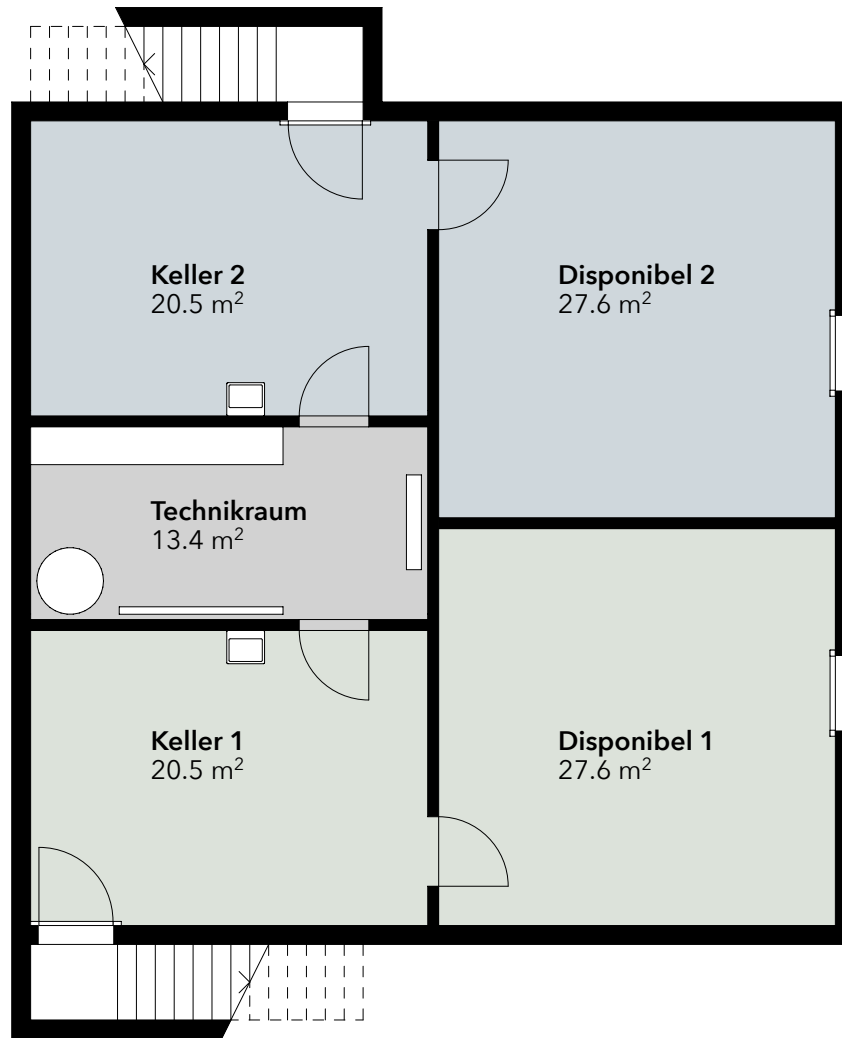 Keller 2
20.5 m²
Disponibel 2
27.6 m²
Technikraum
13.4 m²
Keller 1
20.5 m²
Disponibel 1
27.6 m²